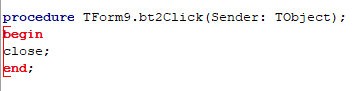 procedure TForm9.bt2Click(Sender: TObject);
begin
close;
end;